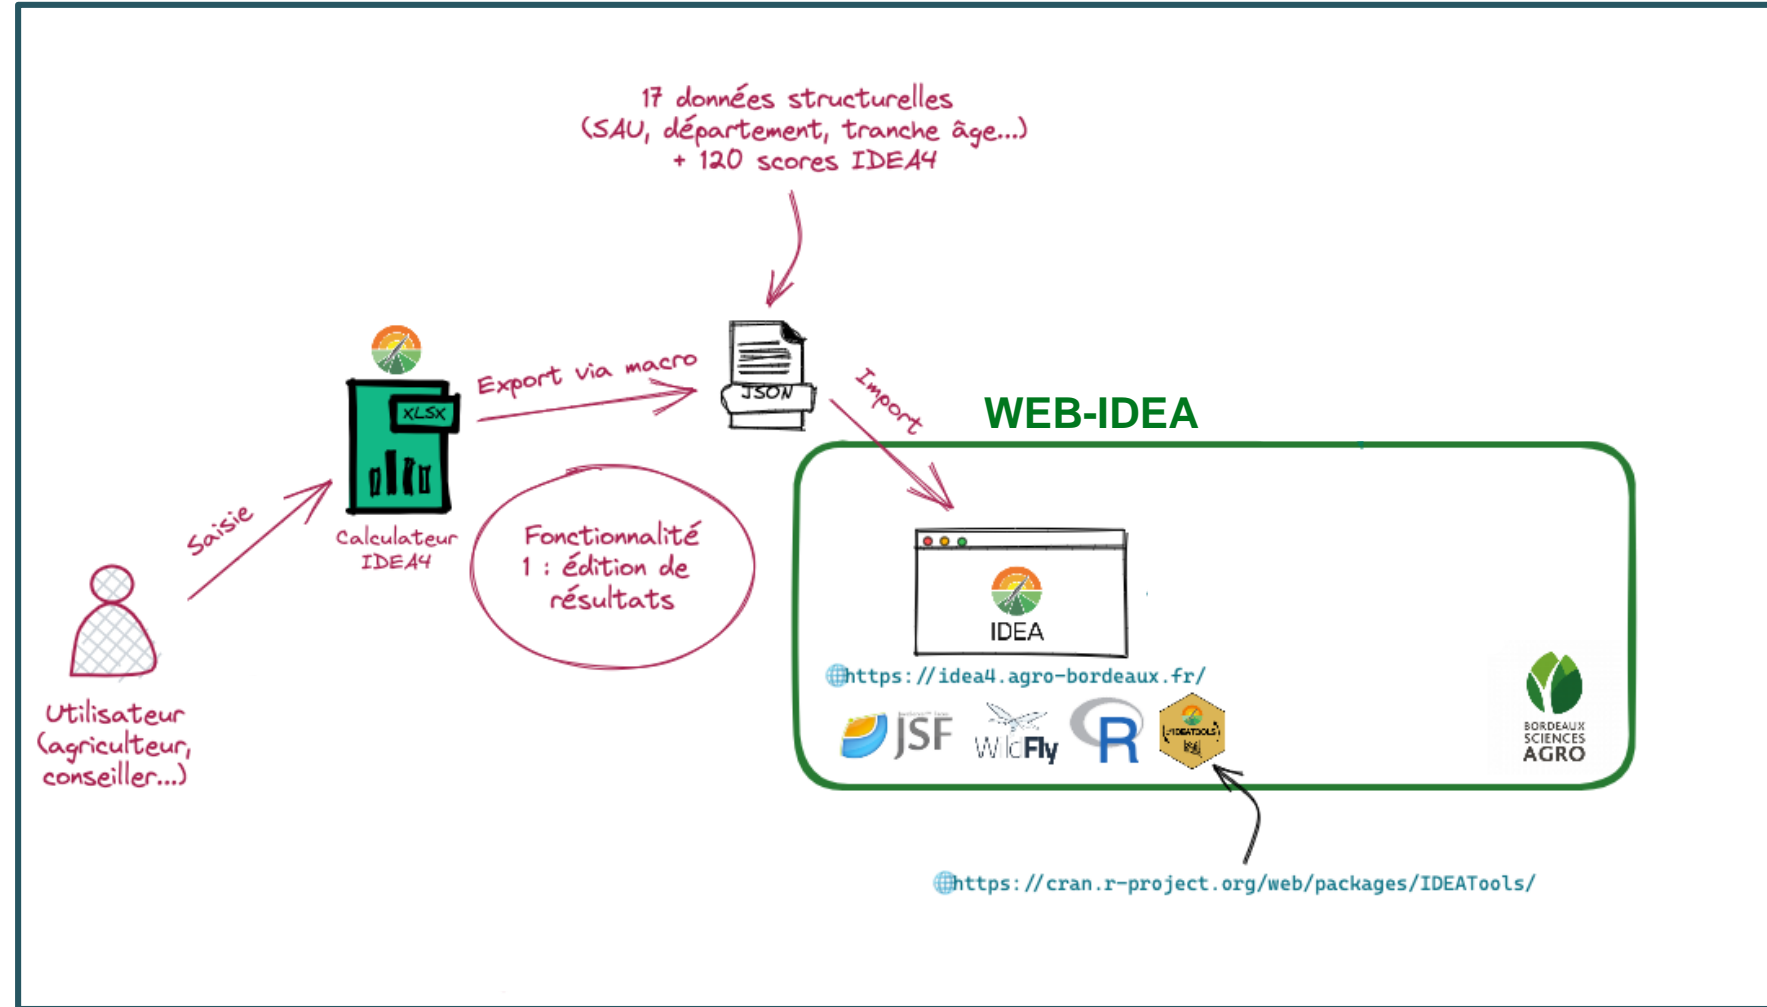 17 données structurelles
(SAU, département, tranche âge...)
+ 120 scores IDEA4
Export via macro
JSON
Import
XLSX
WEB-IDEA
Saisie
Calculateur
IDEA4
Fonctionnalité
1 : édition de
résultats
IDEA
Utilisateur
(agriculteur,
conseiller...)
https://idea4.agro-bordeaux.fr/
JSF
WildFly
R
IDEATOOLS
BORDEAUX
SCIENCES
AGRO
https://cran.r-project.org/web/packages/IDEATools/